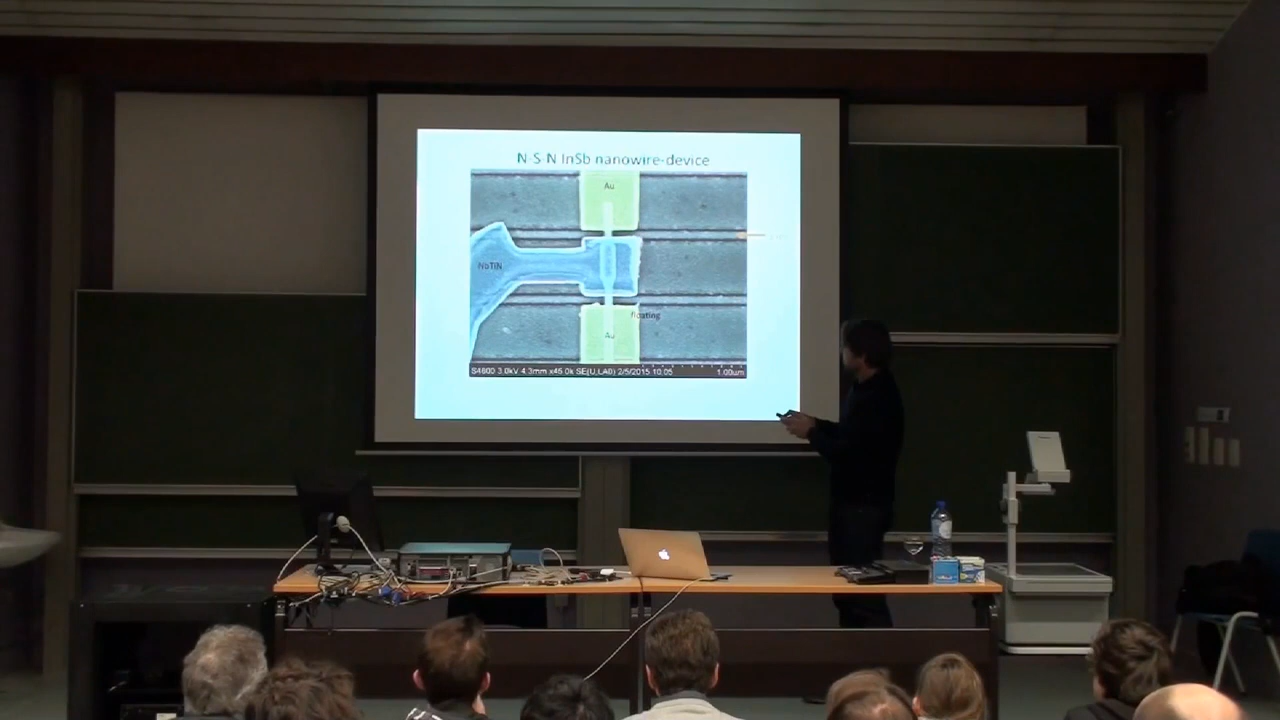 N-S-N InSb nanowire-device
Au
NbTiN
floating
Au
S4800 3.0kV 4.3mm x45.0k SE(U,LA0) 2/5/2015 10:05 1.00um